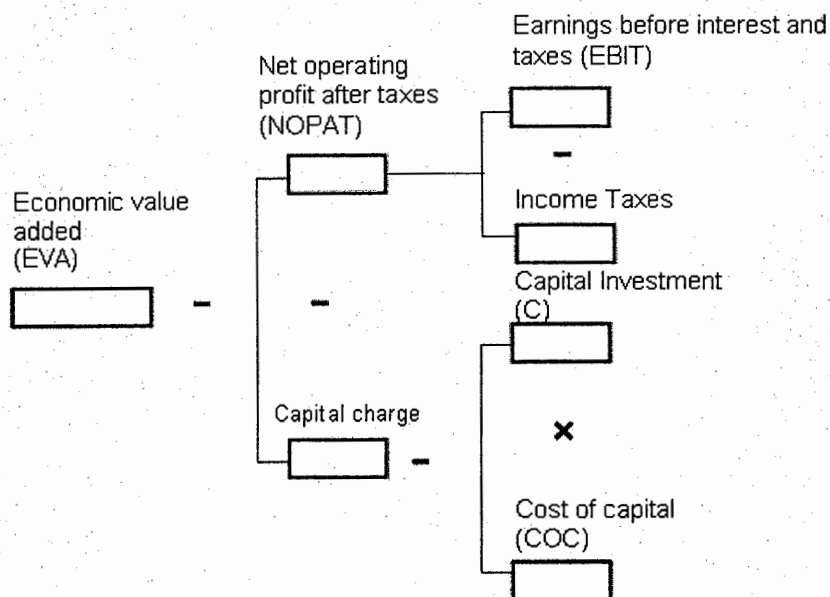 Earnings before interest and
taxes (EBIT)
Net operating
profit after taxes
(NOPAT)
-
Economic value
added
(EVA)
Income Taxes
- -
Capital Investment
(C)
Capital charge
-
×
Cost of capital
(COC)